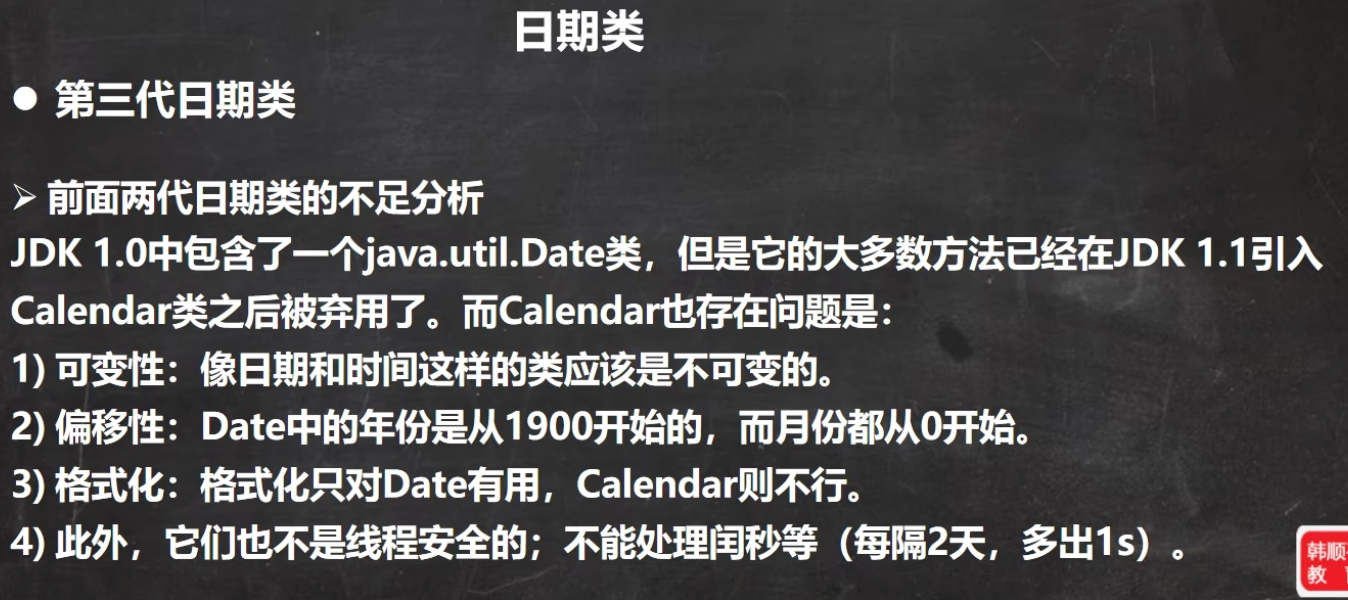 日期类
● 第三代日期类
➢ 前面两代日期类的不足分析
JDK 1.0中包含了一个java.util.Date类，但是它的大多数方法已经在JDK 1.1引入
Calendar类之后被弃用了。而Calendar也存在问题是：
1) 可变性：像日期和时间这样的类应该是不可变的。
2) 偏移性：Date中的年份是从1900开始的，而月份都从0开始。
3) 格式化：格式化只对Date有用，Calendar则不行。
4) 此外，它们也不是线程安全的；不能处理闰秒等（每隔2天，多出1s）。
韩顺
教